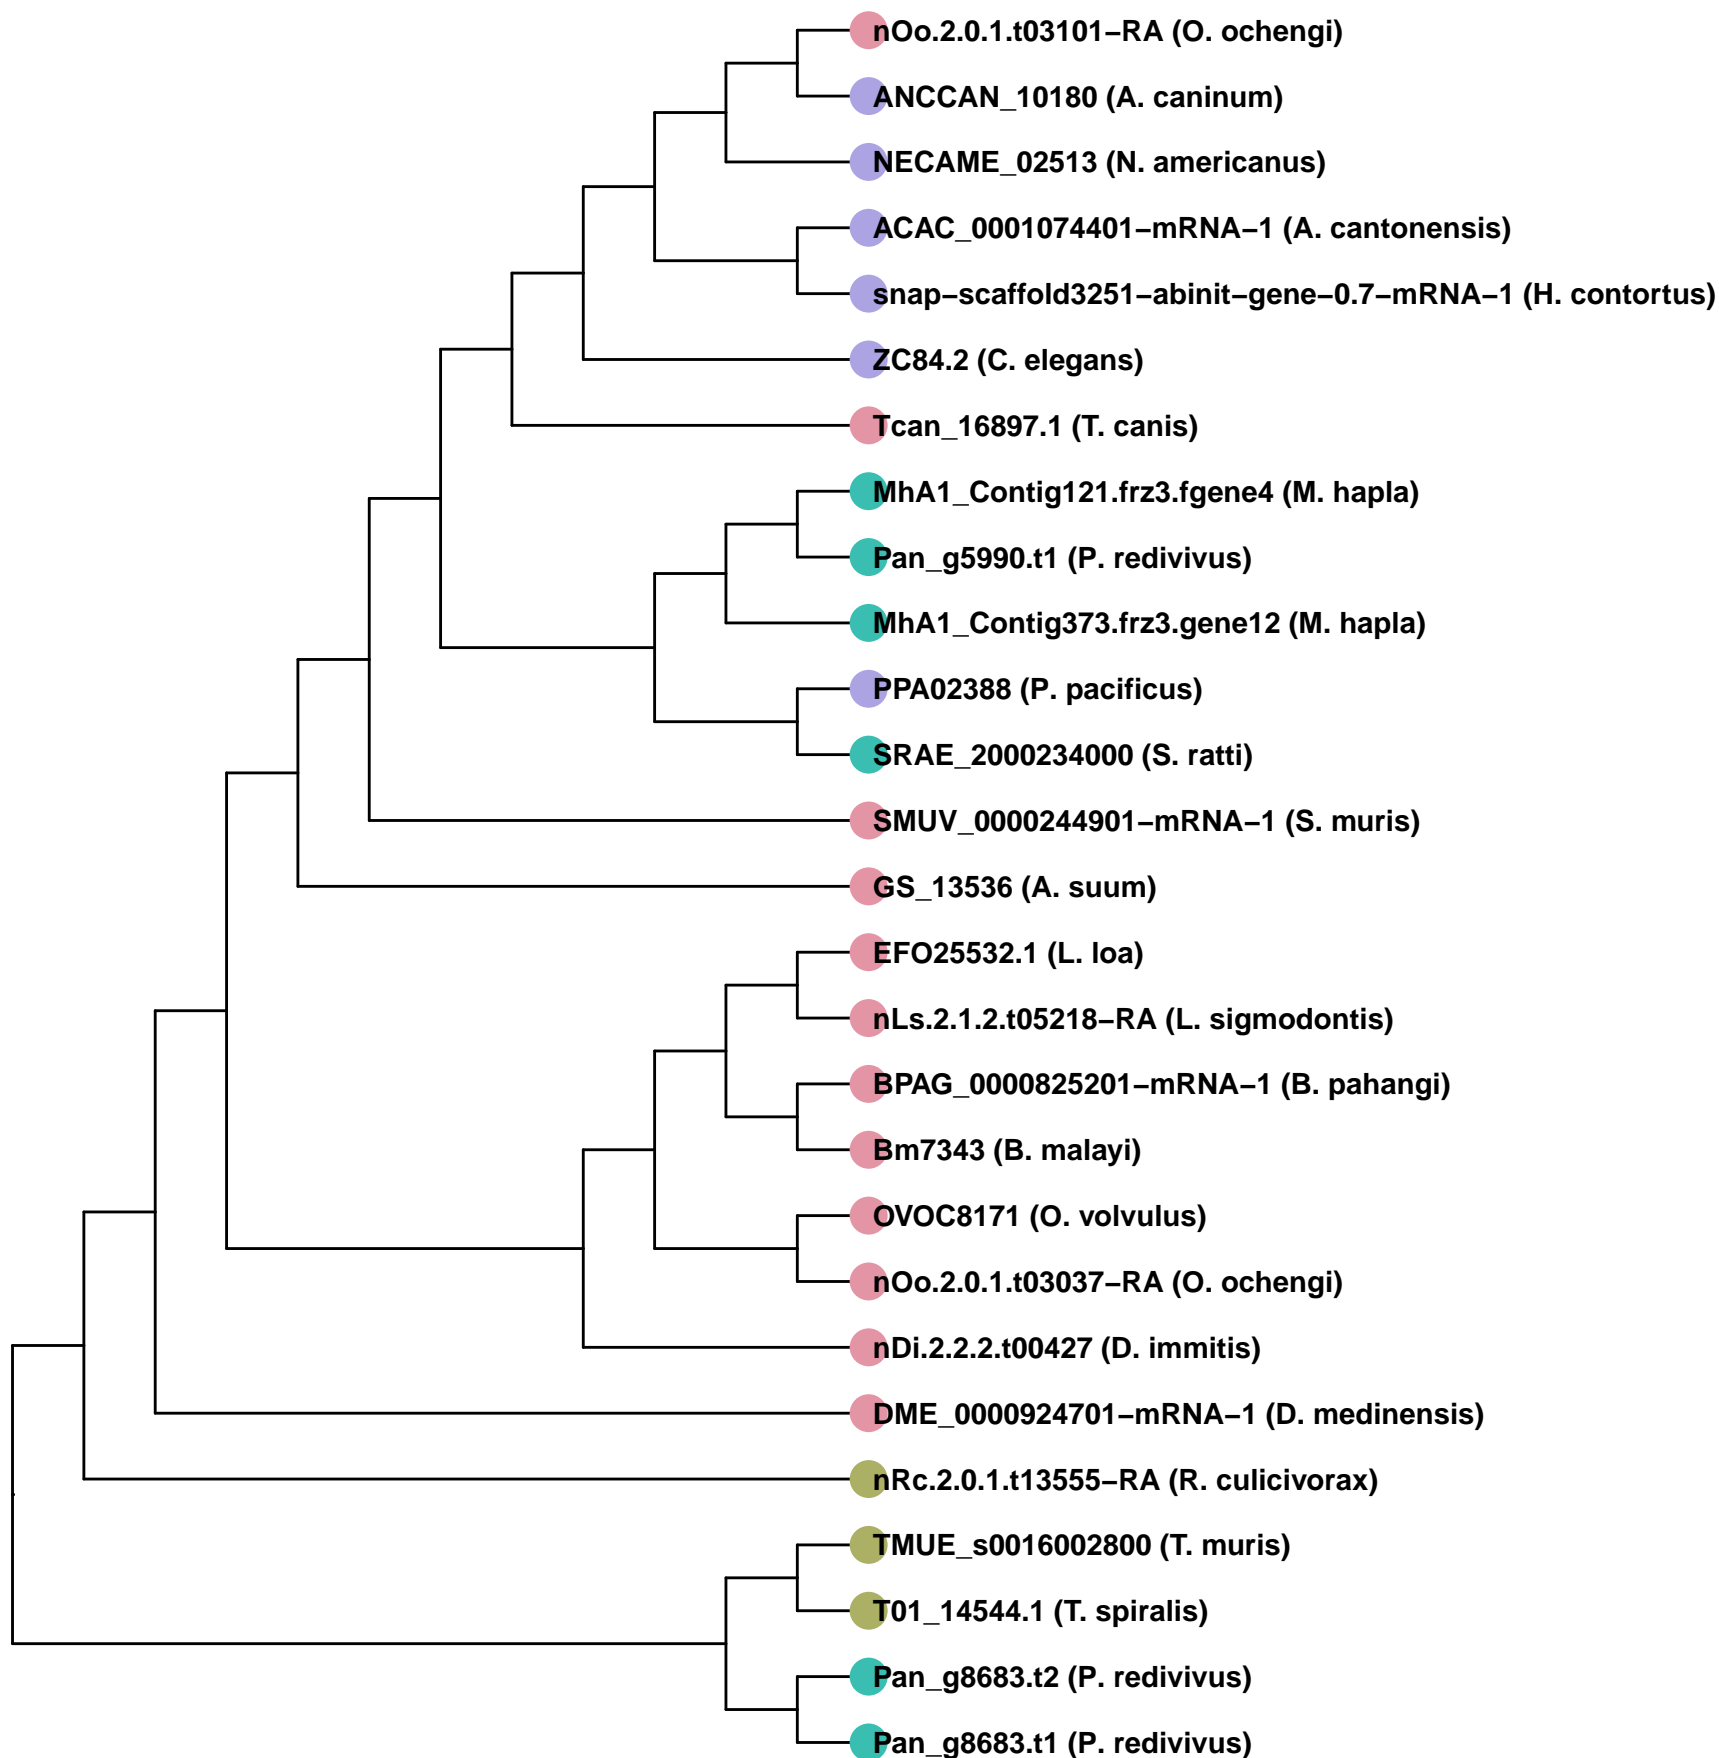 nOo.2.0.1.t03101−RA (O. ochengi)
ANCCAN_10180 (A. caninum)
NECAME_02513 (N. americanus)
ACAC_0001074401−mRNA−1 (A. cantonensis)
snap−scaffold3251−abinit−gene−0.7−mRNA−1 (H. contortus)
ZC84.2 (C. elegans)
Tcan_16897.1 (T. canis)
MhA1_Contig121.frz3.fgene4 (M. hapla)
Pan_g5990.t1 (P. redivivus)
MhA1_Contig373.frz3.gene12 (M. hapla)
PPA02388 (P. pacificus)
SRAE_2000234000 (S. ratti)
SMUV_0000244901−mRNA−1 (S. muris)
GS_13536 (A. suum)
EFO25532.1 (L. loa)
nLs.2.1.2.t05218−RA (L. sigmodontis)
BPAG_0000825201−mRNA−1 (B. pahangi)
Bm7343 (B. malayi)
OVOC8171 (O. volvulus)
nOo.2.0.1.t03037−RA (O. ochengi)
nDi.2.2.2.t00427 (D. immitis)
DME_0000924701−mRNA−1 (D. medinensis)
nRc.2.0.1.t13555−RA (R. culicivorax)
TMUE_s0016002800 (T. muris)
T01_14544.1 (T. spiralis)
Pan_g8683.t2 (P. redivivus)
Pan_g8683.t1 (P. redivivus)